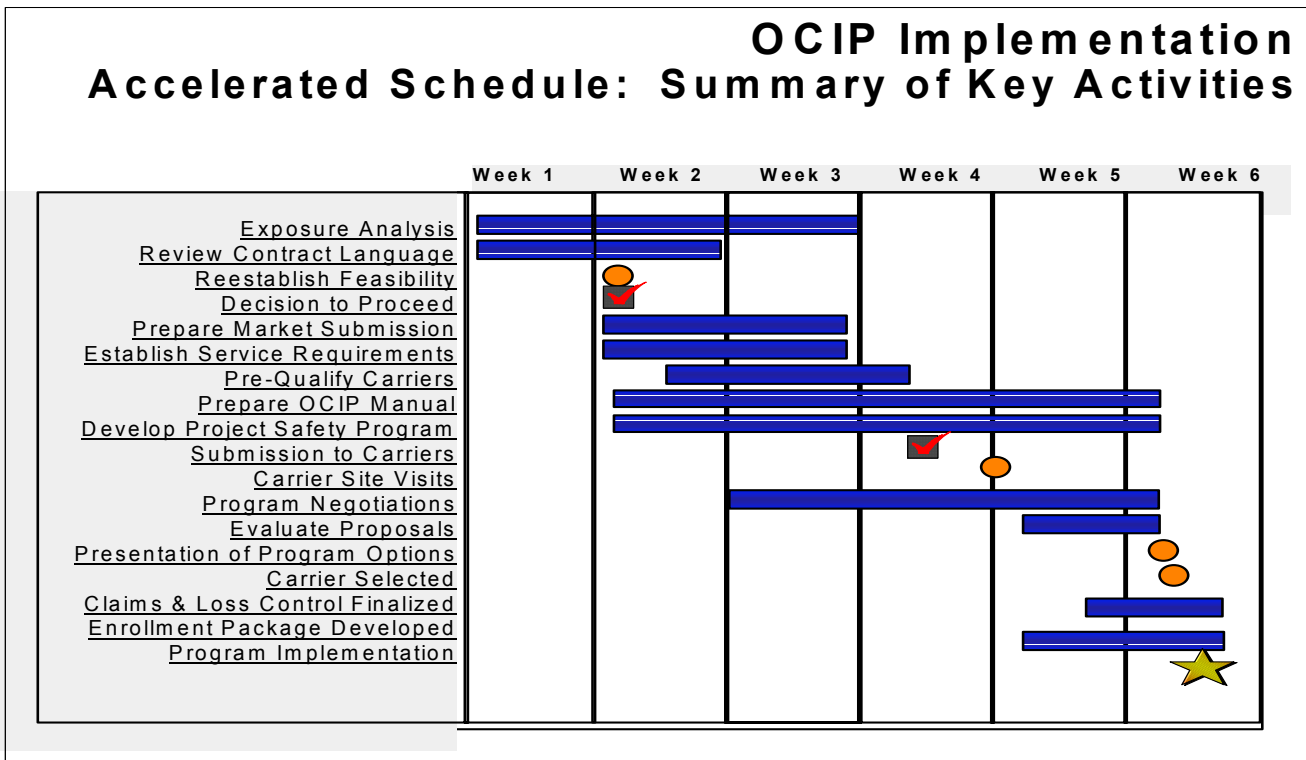 OCIP Implementation
Accelerated Schedule: Summary of Key Activities
Week 1 Week 2 Week 3 Week 4 Week 5 Week 6
Exposure Analysis
Review Contract Language
Reestablish Feasibility
Decision to Proceed
Prepare Market Submission
Establish Service Requirements
Pre-Qualify Carriers
Prepare OCIP Manual
Develop Project Safety Program
Submission to Carriers
Carrier Site Visits
Program Negotiations
Evaluate Proposals
Presentation of Program Options
Carrier Selected
Claims & Loss Control Finalized
Enrollment Package Developed
Program Implementation